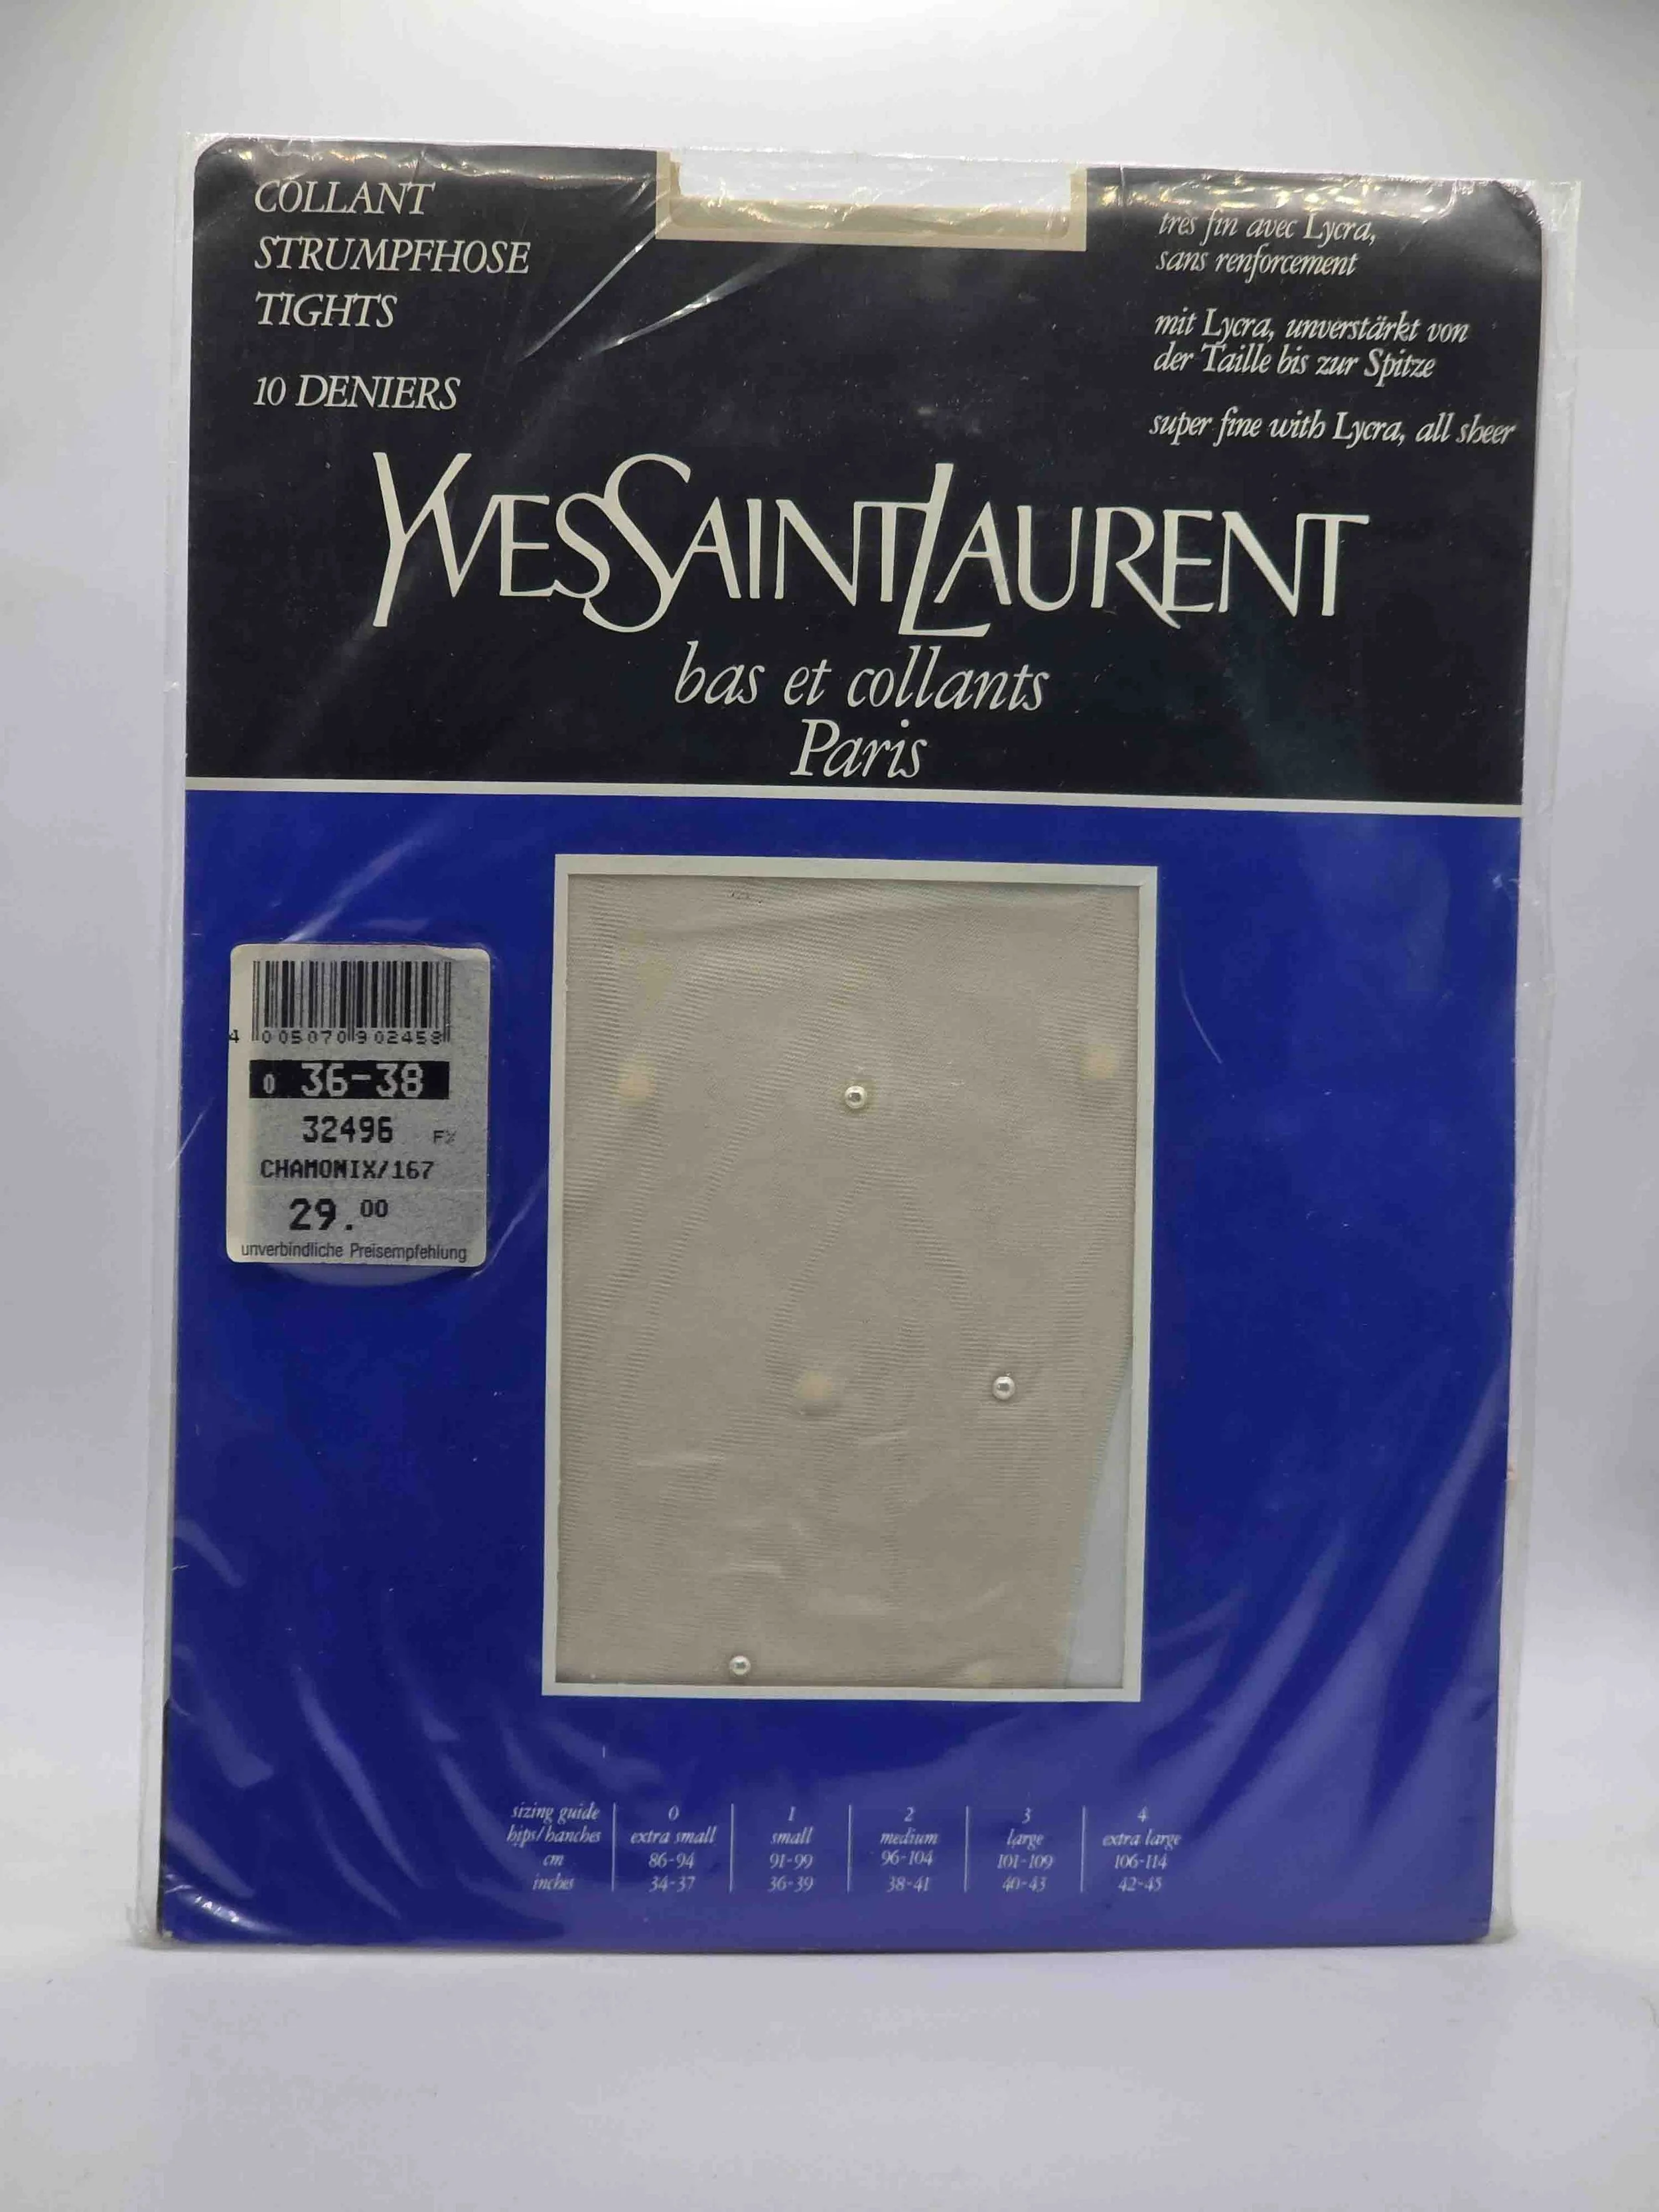 COLLANT
STRUMPFHOSE
TIGHTS
10 DENIERS
très fin avec Lycra,
sans renforcement
mit Lycra, unverstärkt von
der Taille bis zur Spitze
super fine with Lycra, all sheer
YVESSAINTLAURENT
bas et collants
Paris
4 005070 902458
0 36-38
32496 FX
CHAMONIX/167
29.00
unverbindliche Preisempfehlung
sizing guide 0 1 2 3 4
hips/hanches extra small small medium large extra large
cm 86-94 91-99 96-104 101-109 106-114
inches 34-37 36-39 38-41 40-43 42-45